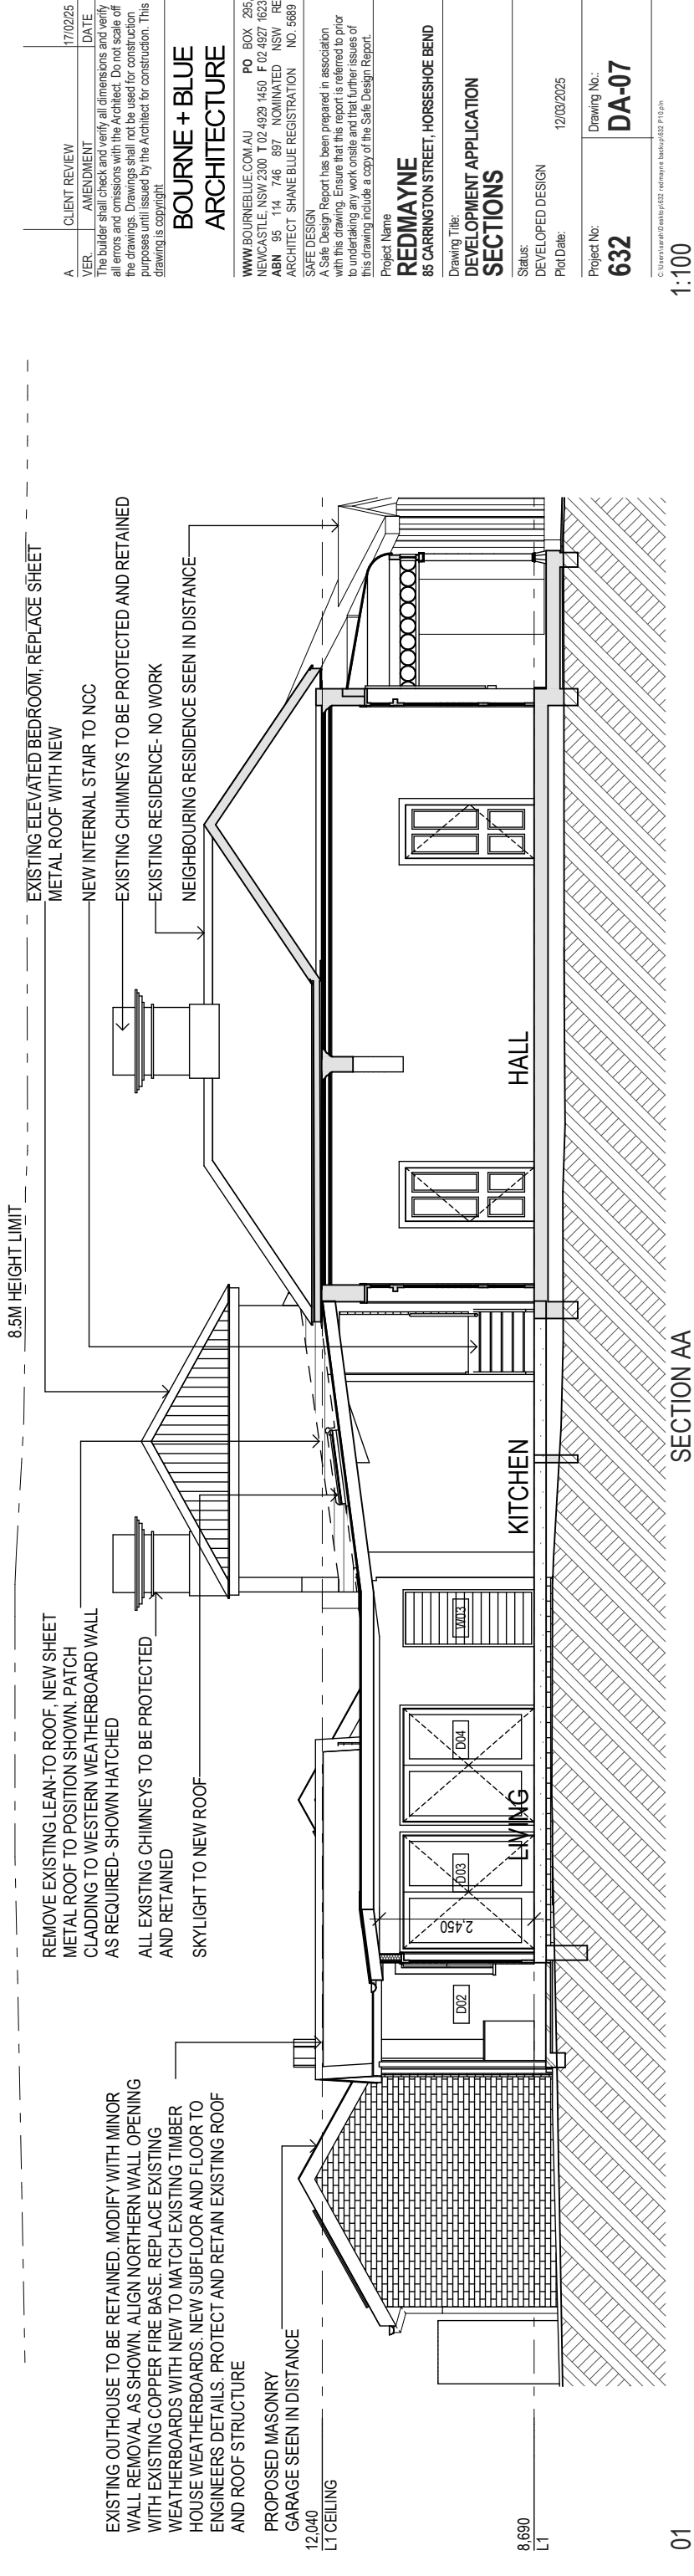 8.5M HEIGHT LIMIT
EXISTING OUTHOUSE TO BE RETAINED. MODIFY WITH MINOR
WALL REMOVAL AS SHOWN. ALIGN NORTHERN WALL OPENING
WITH EXISTING COPPER FIRE BASE. REPLACE EXISTING
WEATHERBOARDS WITH NEW TO MATCH EXISTING TIMBER
HOUSE WEATHERBOARDS. NEW SUBFLOOR AND FLOOR TO
ENGINEERS DETAILS. PROTECT AND RETAIN EXISTING ROOF
AND ROOF STRUCTURE
PROPOSED MASONRY
GARAGE SEEN IN DISTANCE
REMOVE EXISTING LEAN-TO ROOF, NEW SHEET
METAL ROOF TO POSITION SHOWN. PATCH
CLADDING TO WESTERN WEATHERBOARD WALL
AS REQUIRED- SHOWN HATCHED
ALL EXISTING CHIMNEYS TO BE PROTECTED
AND RETAINED
SKYLIGHT TO NEW ROOF
EXISTING ELEVATED BEDROOM, REPLACE SHEET
METAL ROOF WITH NEW
NEW INTERNAL STAIR TO NCC
EXISTING CHIMNEYS TO BE PROTECTED AND RETAINED
EXISTING RESIDENCE- NO WORK
NEIGHBOURING RESIDENCE SEEN IN DISTANCE
12,040
L1 CEILING
8,690
L1
D02
2,450
D03
D04
W03
LIVING
KITCHEN
HALL
01
SECTION AA
1:100
A CLIENT REVIEW 17/02/25
VER. AMENDMENT DATE
The builder shall check and verify all dimensions and verify
all errors and omissions with the Architect. Do not scale off
the drawings. Drawings shall not be used for construction
purposes until issued by the Architect for construction. This
drawing is copyright
BOURNE + BLUE
ARCHITECTURE
WWW.BOURNEBLUE.COM.AU PO BOX 295,
NEWCASTLE, NSW 2300 T 02 4929 1450 F 02 4927 1623
ABN 95 114 746 897 NOMINATED NSW RE
ARCHITECT SHANE BLUE REGISTRATION NO. 5689
SAFE DESIGN
A Safe Design Report has been prepared in association
with this drawing. Ensure that this report is referred to prior
to undertaking any work onsite and that further issues of
this drawing include a copy of the Safe Design Report.
Project Name
REDMAYNE
85 CARRINGTON STREET, HORSESHOE BEND
Drawing Title:
DEVELOPMENT APPLICATION
SECTIONS
Status:
DEVELOPED DESIGN
Plot Date: 12/03/2025
Project No: Drawing No.:
632 DA-07
C:\Users\sarah\Desktop\632 redmayne backup\632 P10.pln